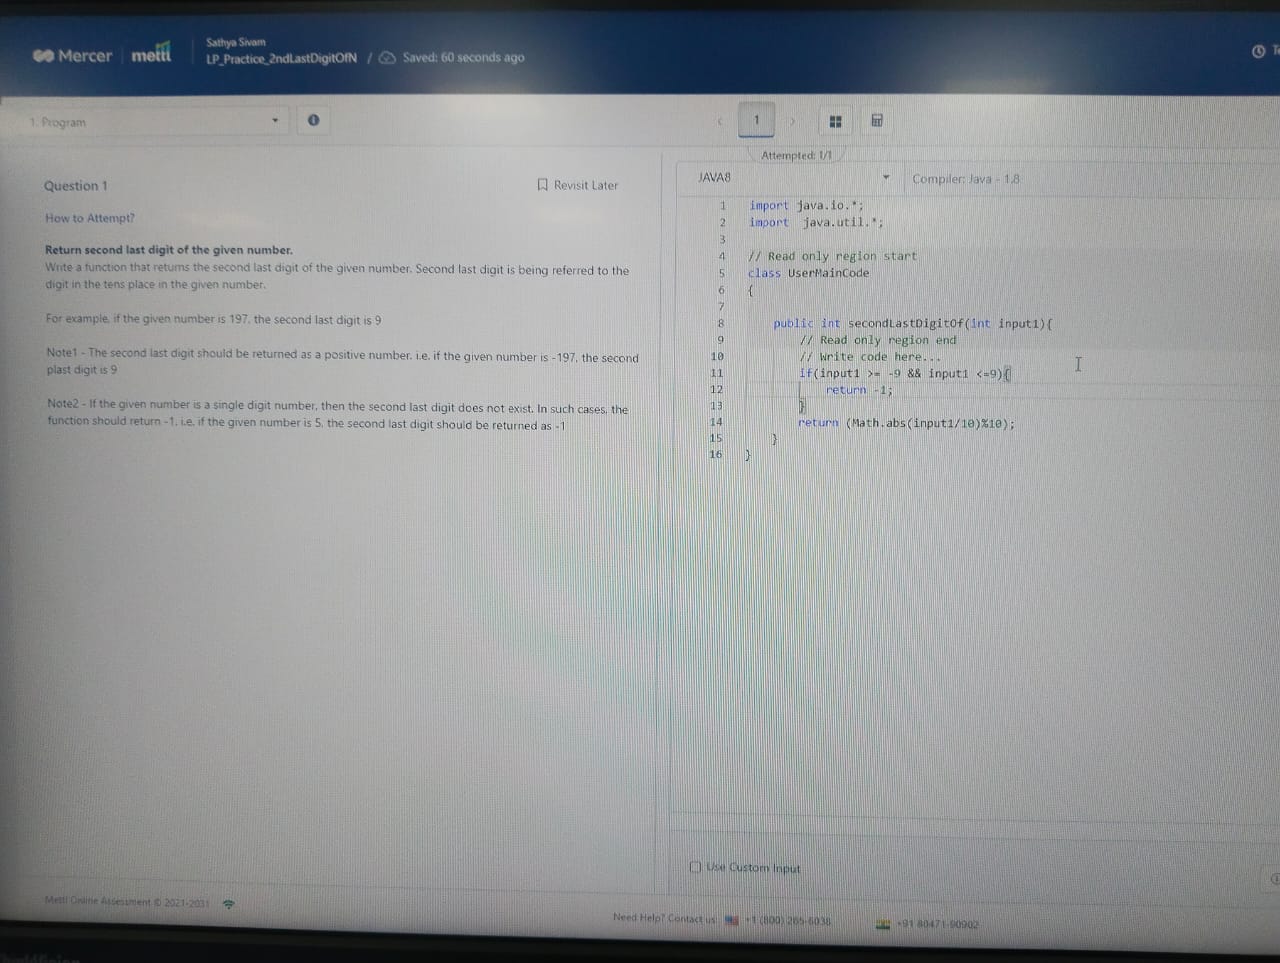 Mercer mettl
Sathya Sivam
LP_Practice_2ndLastDigitOfN / Saved: 60 seconds ago
1. Program
1
Attempted: 1/1
Question 1
Revisit Later
How to Attempt?
Return second last digit of the given number.
Write a function that returns the second last digit of the given number. Second last digit is being referred to the
digit in the tens place in the given number.
For example, if the given number is 197, the second last digit is 9
Note1 - The second last digit should be returned as a positive number. i.e. if the given number is -197, the second
plast digit is 9
Note2 - If the given number is a single digit number, then the second last digit does not exist. In such cases, the
function should return -1. i.e. if the given number is 5, the second last digit should be returned as -1
JAVA8
Compiler: Java - 1.8
1 import java.io.*;
2 import java.util.*;
3
4 // Read only region start
5 class UserMainCode
6 {
7
8 public int secondLastDigitOf(int input1){
9 // Read only region end
10 // Write code here...
11 if(input1 >= -9 && input1 <=9){
12 return -1;
13 }
14 return (Math.abs(input1/10)%10);
15 }
16 }
Use Custom Input
Mettl Online Assessment © 2021-2031
Need Help? Contact us: +1 (800) 265-6038 +91 80471-90902